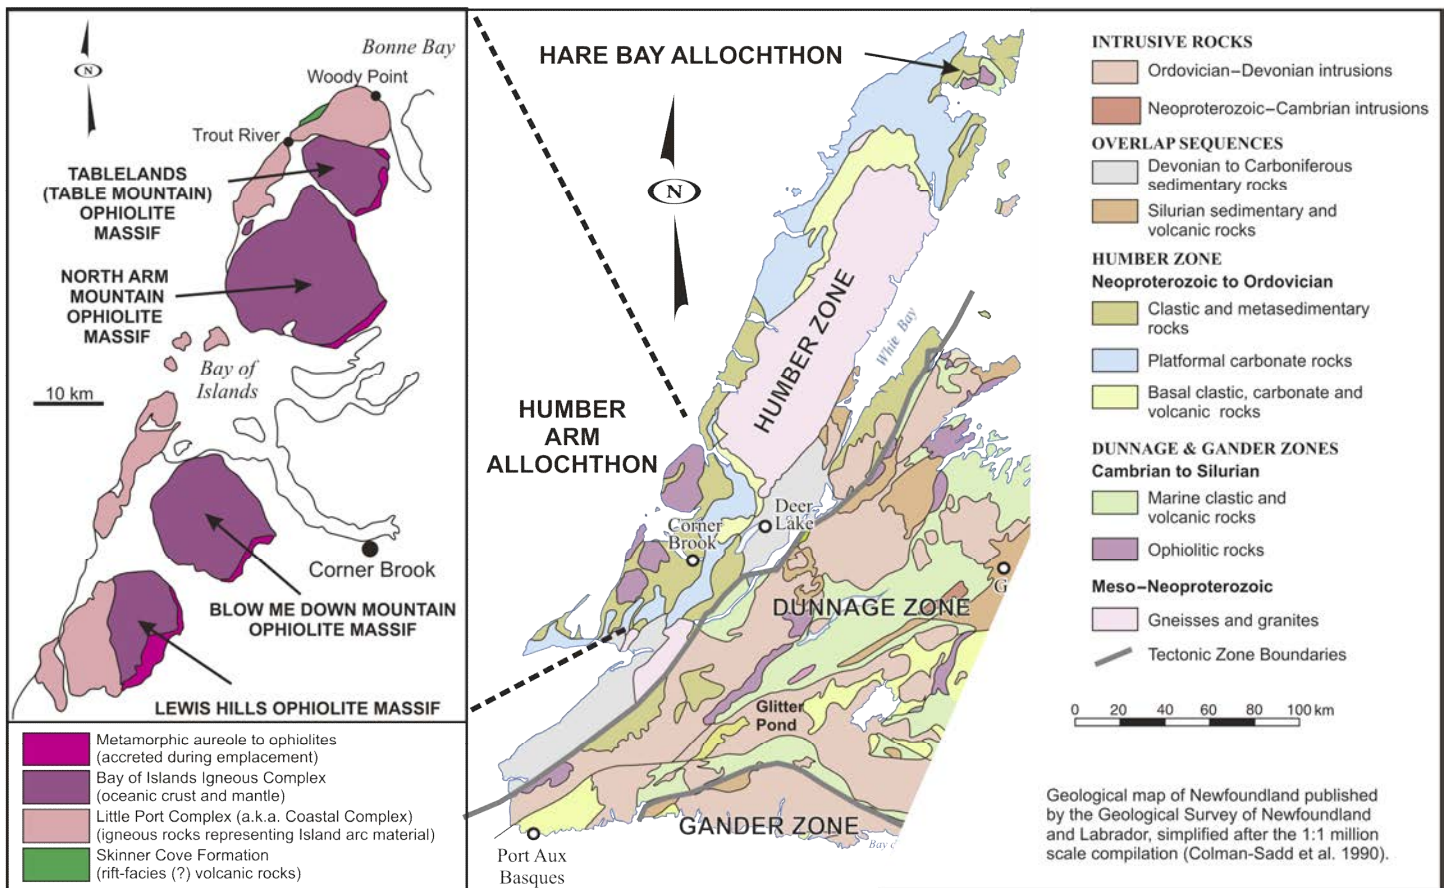 N
Bonne Bay
Woody Point
Trout River
TABLELANDS
(TABLE MOUNTAIN)
OPHIOLITE
MASSIF
NORTH ARM
MOUNTAIN
OPHIOLITE
MASSIF
Bay of
Islands
10 km
Corner Brook
BLOW ME DOWN MOUNTAIN
OPHIOLITE MASSIF
LEWIS HILLS OPHIOLITE MASSIF
Metamorphic aureole to ophiolites
(accreted during emplacement)
Bay of Islands Igneous Complex
(oceanic crust and mantle)
Little Port Complex (a.k.a. Coastal Complex)
(igneous rocks representing Island arc material)
Skinner Cove Formation
(rift-facies (?) volcanic rocks)
HARE BAY ALLOCHTHON
N
HUMBER ZONE
White Bay
HUMBER
ARM
ALLOCHTHON
Deer
Lake
Corner
Brook
G
DUNNAGE ZONE
Glitter
Pond
GANDER ZONE
Bay
Port Aux
Basques
INTRUSIVE ROCKS
Ordovician–Devonian intrusions
Neoproterozoic–Cambrian intrusions
OVERLAP SEQUENCES
Devonian to Carboniferous
sedimentary rocks
Silurian sedimentary and
volcanic rocks
HUMBER ZONE
Neoproterozoic to Ordovician
Clastic and metasedimentary
rocks
Platformal carbonate rocks
Basal clastic, carbonate and
volcanic rocks
DUNNAGE & GANDER ZONES
Cambrian to Silurian
Marine clastic and
volcanic rocks
Ophiolitic rocks
Meso–Neoproterozoic
Gneisses and granites
Tectonic Zone Boundaries
0 20 40 60 80 100 km
Geological map of Newfoundland published
by the Geological Survey of Newfoundland
and Labrador, simplified after the 1:1 million
scale compilation (Colman-Sadd et al. 1990).